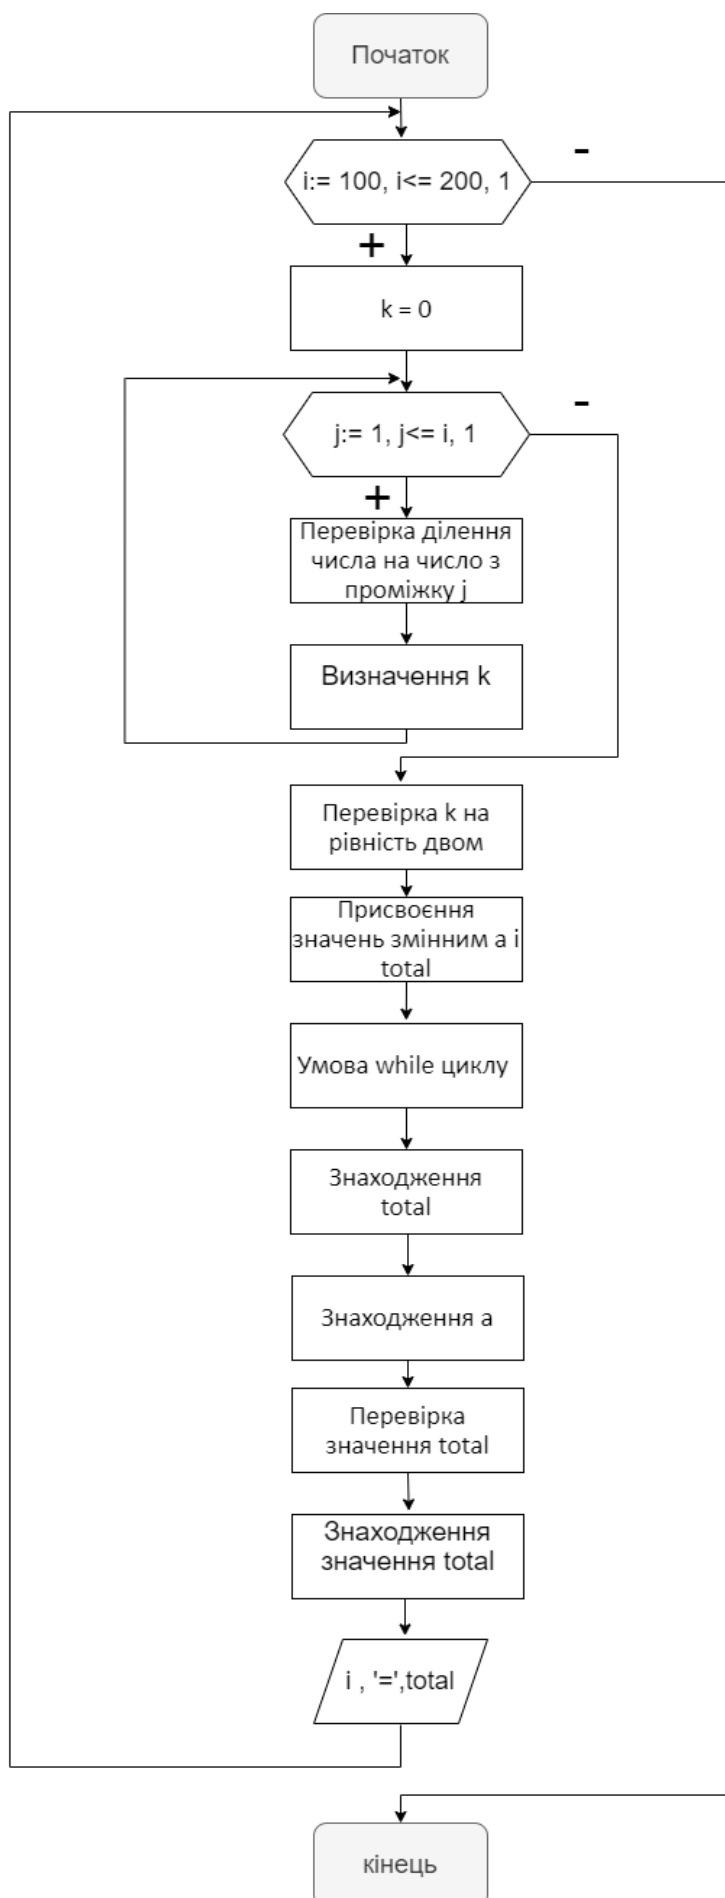 Початок
-
i:= 100, i<= 200, 1
+
k = 0
-
j:= 1, j<= i, 1
+
Перевірка ділення
числа на число з
проміжку j
Визначення k
Перевірка k на
рівність двом
Присвоєння
значень змінним a і
total
Умова while циклу
Знаходження
total
Знаходження a
Перевірка
значення total
Знаходження
значення total
i , '=',total
кінець